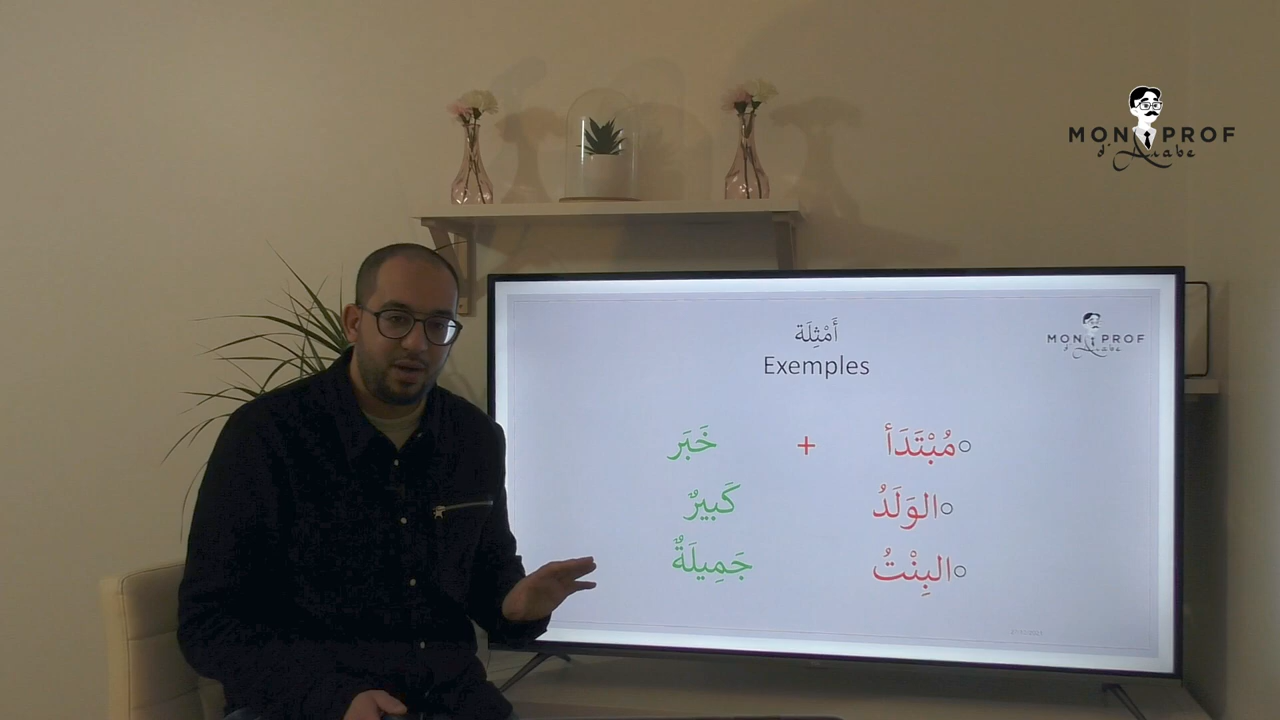 MON PROF
d'Arabe
أَمْثِلَة
Exemples
MON PROF
d'Arabe
مُبْتَدَأ + خَبَر
الوَلَدُ كَبِيرٌ
البِنْتُ جَمِيلَةٌ